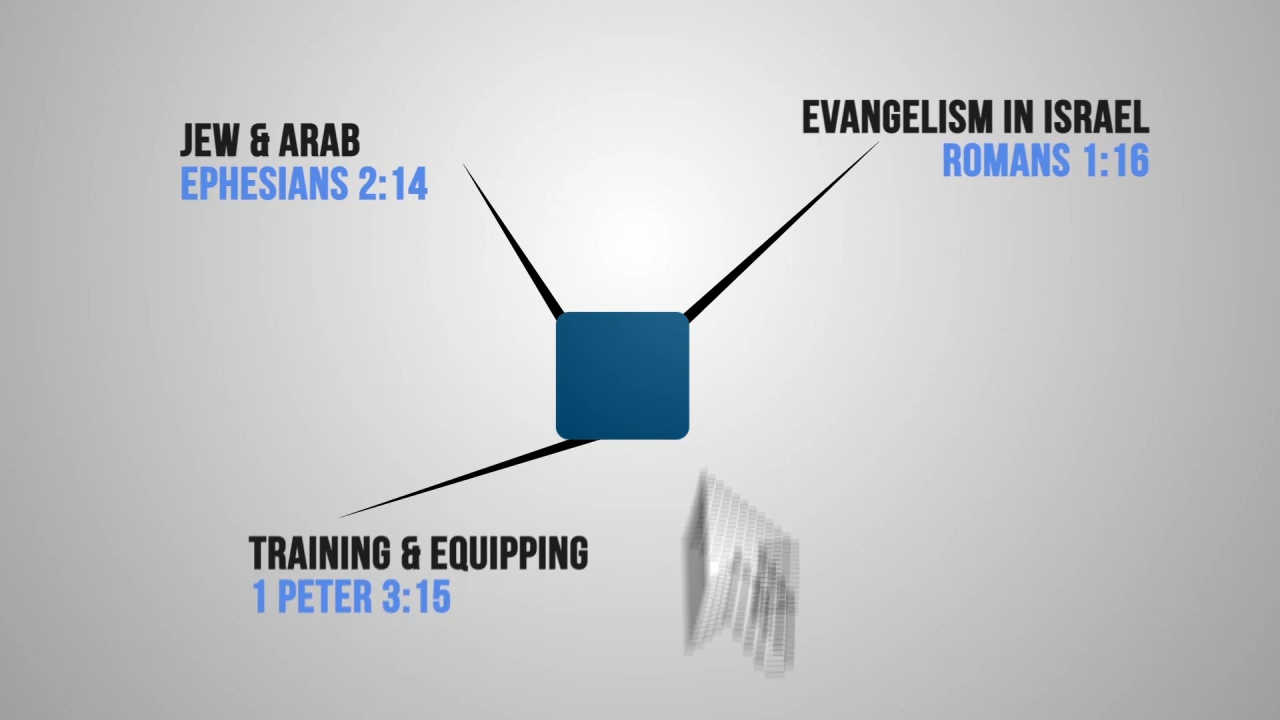 JEW & ARAB
EPHESIANS 2:14
EVANGELISM IN ISRAEL
ROMANS 1:16
TRAINING & EQUIPPING
1 PETER 3:15